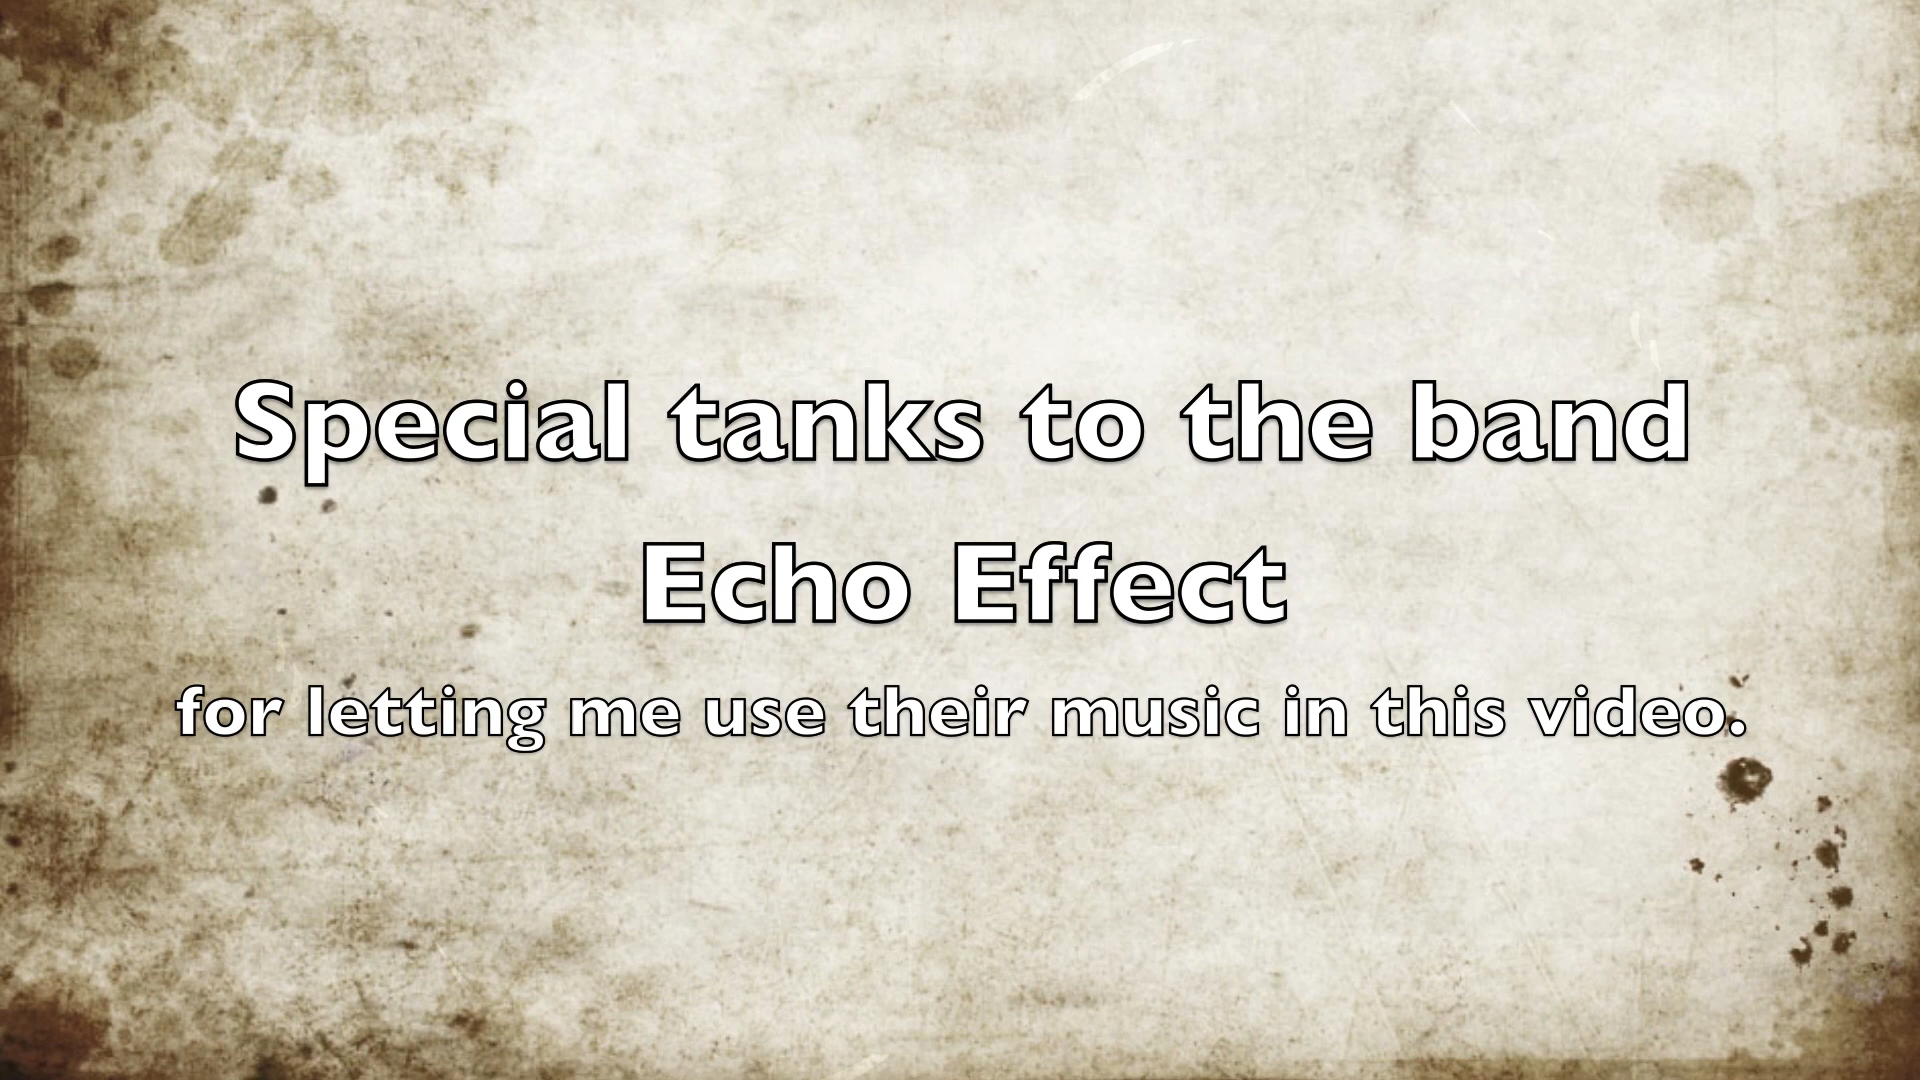 Special tanks to the band
Echo Effect
for letting me use their music in this video.